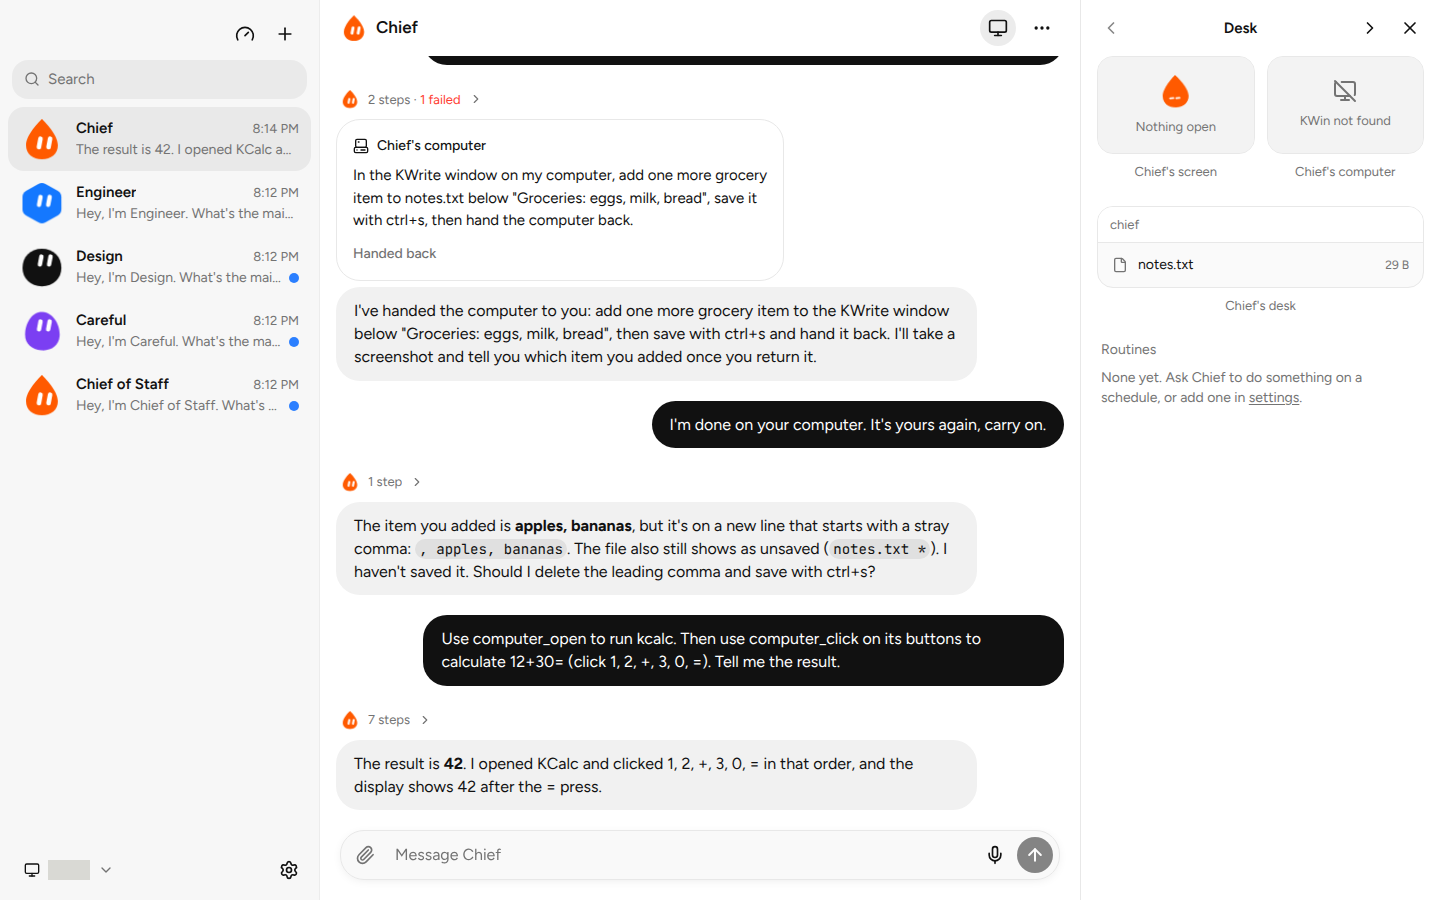 Search
Chief
8:14 PM
The result is 42. I opened KCalc a...
Engineer
8:12 PM
Hey, I'm Engineer. What's the mai...
Design
8:12 PM
Hey, I'm Design. What's the mai...
Careful
8:12 PM
Hey, I'm Careful. What's the ma...
Chief of Staff
8:12 PM
Hey, I'm Chief of Staff. What's ...
Chief
2 steps · 1 failed
Chief's computer
In the KWrite window on my computer, add one more grocery
item to notes.txt below "Groceries: eggs, milk, bread", save it
with ctrl+s, then hand the computer back.
Handed back
I've handed the computer to you: add one more grocery item to the KWrite window
below "Groceries: eggs, milk, bread", then save with ctrl+s and hand it back. I'll take a
screenshot and tell you which item you added once you return it.
I'm done on your computer. It's yours again, carry on.
1 step
The item you added is apples, bananas, but it's on a new line that starts with a stray
comma: , apples, bananas. The file also still shows as unsaved (notes.txt *). I
haven't saved it. Should I delete the leading comma and save with ctrl+s?
Use computer_open to run kcalc. Then use computer_click on its buttons to
calculate 12+30= (click 1, 2, +, 3, 0, =). Tell me the result.
7 steps
The result is 42. I opened KCalc and clicked 1, 2, +, 3, 0, = in that order, and the
display shows 42 after the = press.
Message Chief
Desk
Nothing open
KWin not found
Chief's screen
Chief's computer
chief
notes.txt
29 B
Chief's desk
Routines
None yet. Ask Chief to do something on a
schedule, or add one in settings.